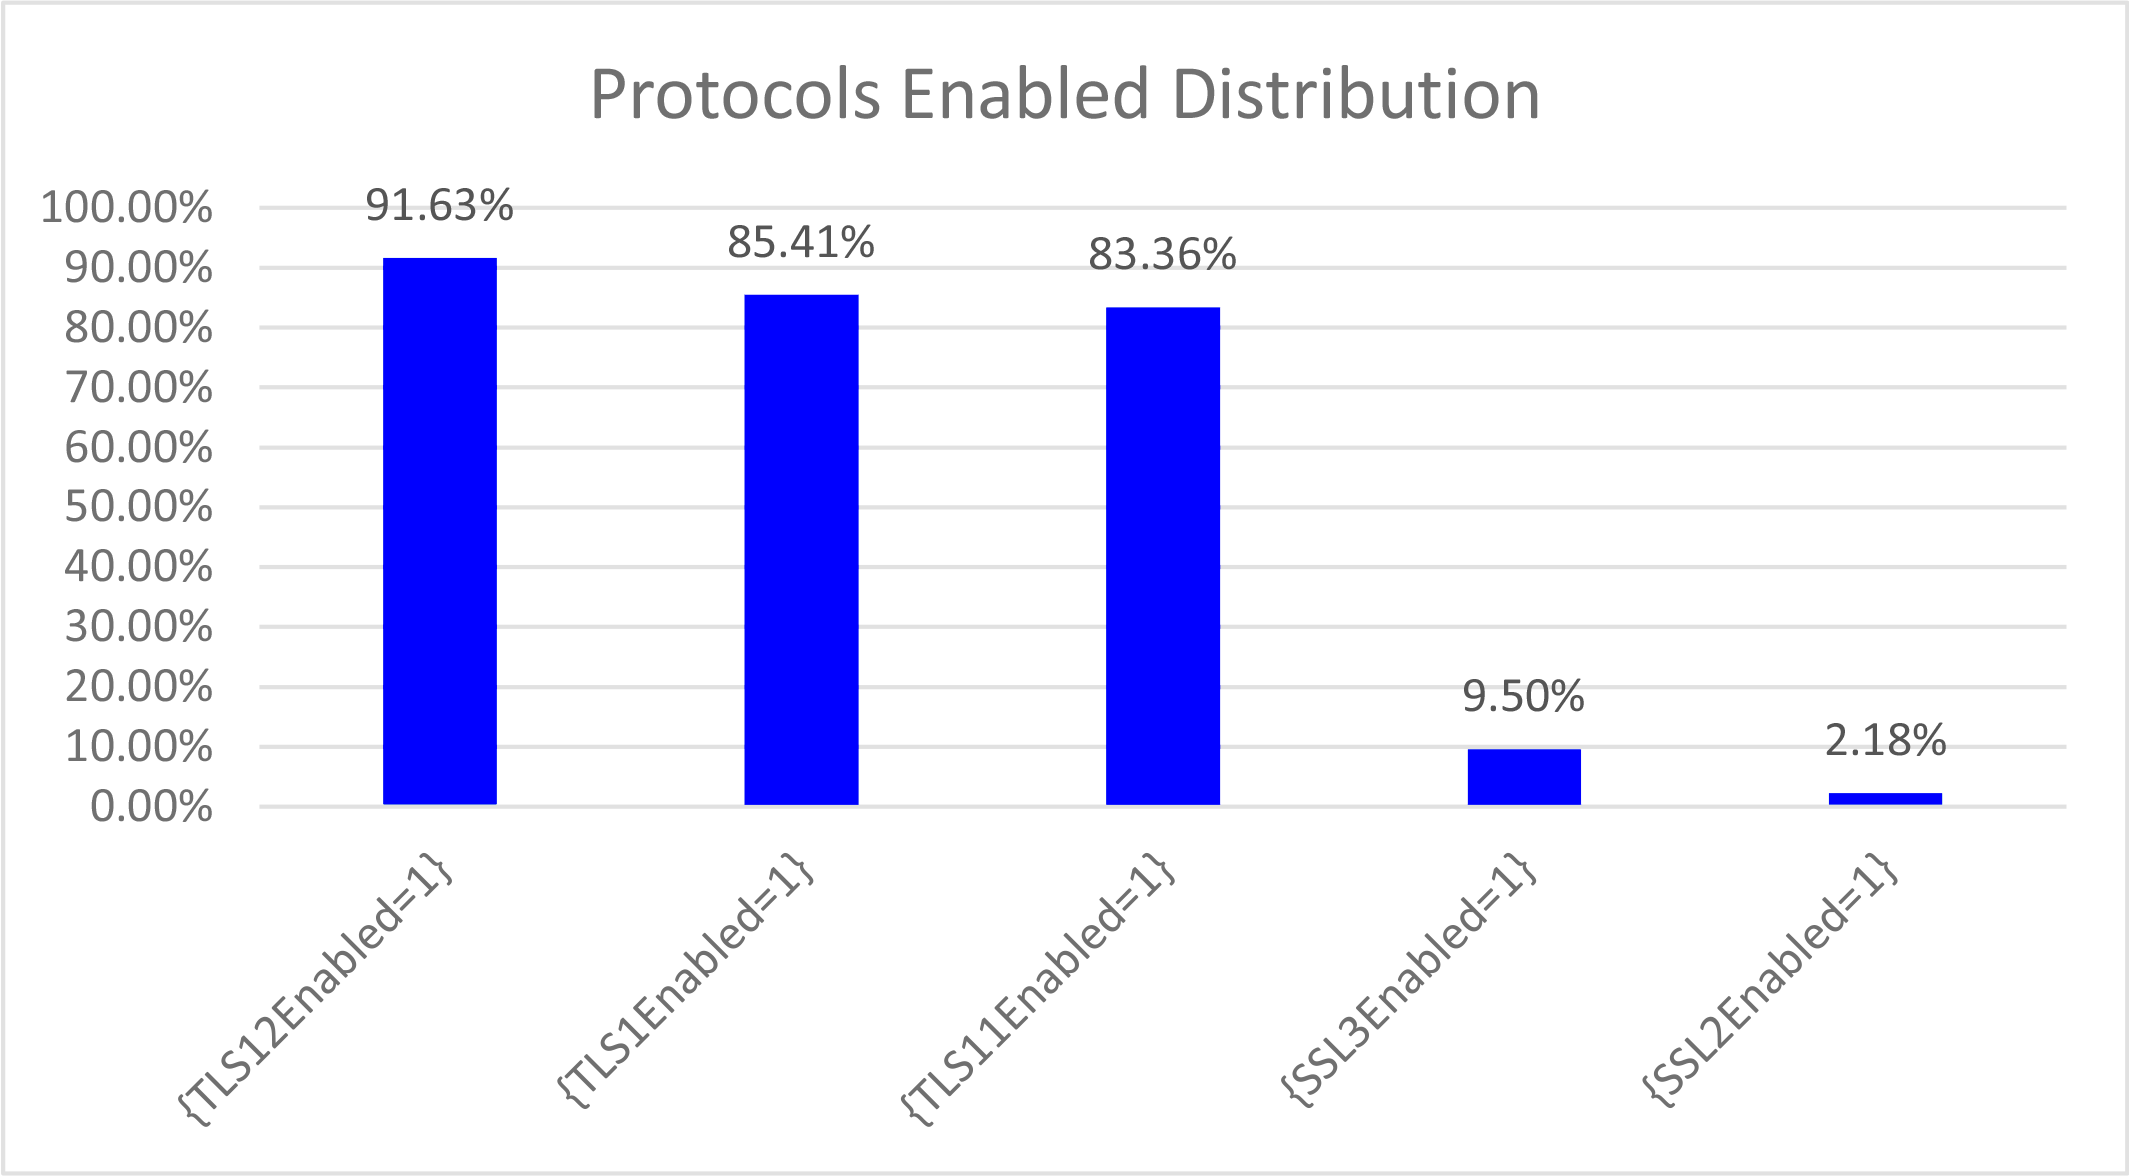 Protocols Enabled Distribution
100.00%
90.00%
80.00%
70.00%
60.00%
50.00%
40.00%
30.00%
20.00%
10.00%
0.00%
91.63%
85.41%
83.36%
9.50%
2.18%
{TLS12Enabled=1}
{TLS1Enabled=1}
{TLS11Enabled=1}
{SSL3Enabled=1}
{SSL2Enabled=1}